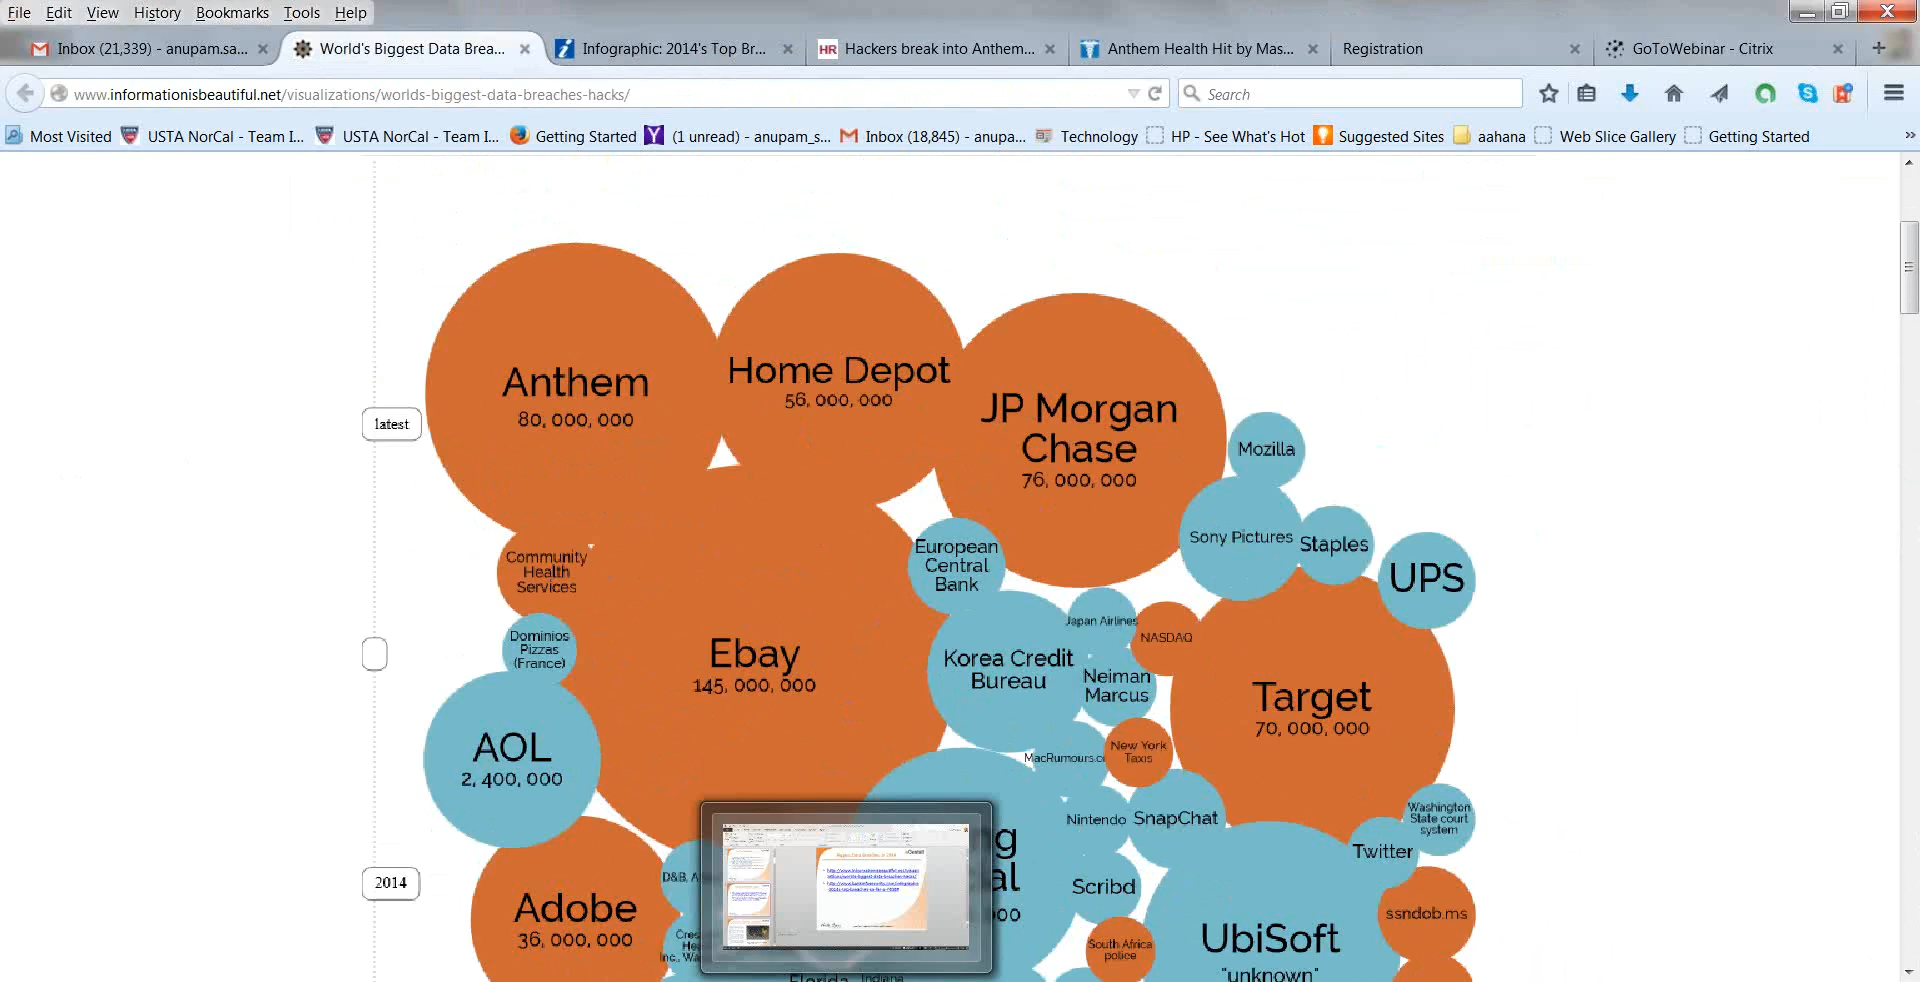 File Edit View History Bookmarks Tools Help
Inbox (21,339) - anupam.sa...
World's Biggest Data Brea...
Infographic: 2014's Top Br...
HR Hackers break into Anthem...
Anthem Health Hit by Mas...
Registration
GoToWebinar - Citrix
www.informationisbeautiful.net/visualizations/worlds-biggest-data-breaches-hacks/
Search
Most Visited
USTA NorCal - Team I...
USTA NorCal - Team I...
Getting Started
(1 unread) - anupam_s...
Inbox (18,845) - anupa...
Technology
HP - See What's Hot
Suggested Sites
aahana
Web Slice Gallery
Getting Started
latest
Anthem
80, 000, 000
Home Depot
56, 000, 000
JP Morgan
Chase
76, 000, 000
Mozilla
Sony Pictures
Staples
UPS
Community
Health
Services
European
Central
Bank
Dominios
Pizzas
(France)
Ebay
145, 000, 000
Korea Credit
Bureau
Japan Airlines
NASDAQ
Neiman
Marcus
Target
70, 000, 000
AOL
2, 400, 000
MacRumours.c
New York
Taxis
Nintendo
SnapChat
Washington
State court
system
Twitter
2014
Adobe
36, 000, 000
D&B, A
Scribd
ssndob.ms
South Africa
police
UbiSoft
"unknown"
Florida
Indiana